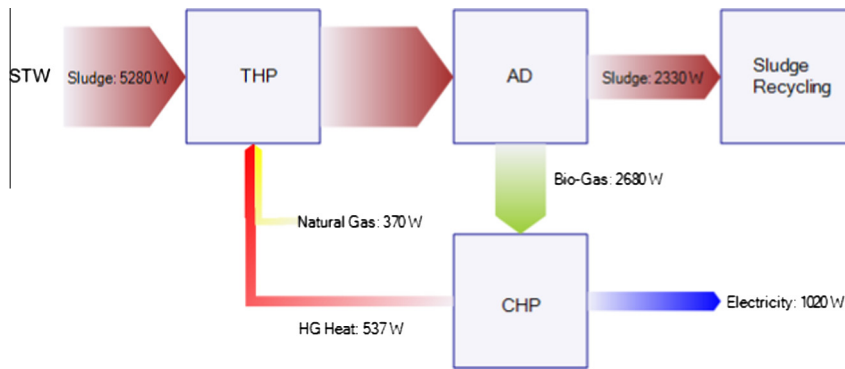 STW
Sludge: 5280 W
THP
AD
Sludge: 2330 W
Sludge
Recycling
Bio-Gas: 2680 W
Natural Gas: 370 W
CHP
Electricity: 1020 W
HG Heat: 537 W